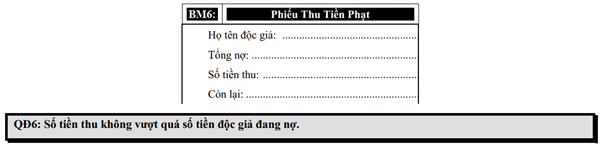 BM6: Phiếu Thu Tiền Phạt
Họ tên độc giả: ................................................
Tổng nợ: ................................................
Số tiền thu: ................................................
Còn lại: ................................................
QĐ6: Số tiền thu không vượt quá số tiền độc giả đang nợ.